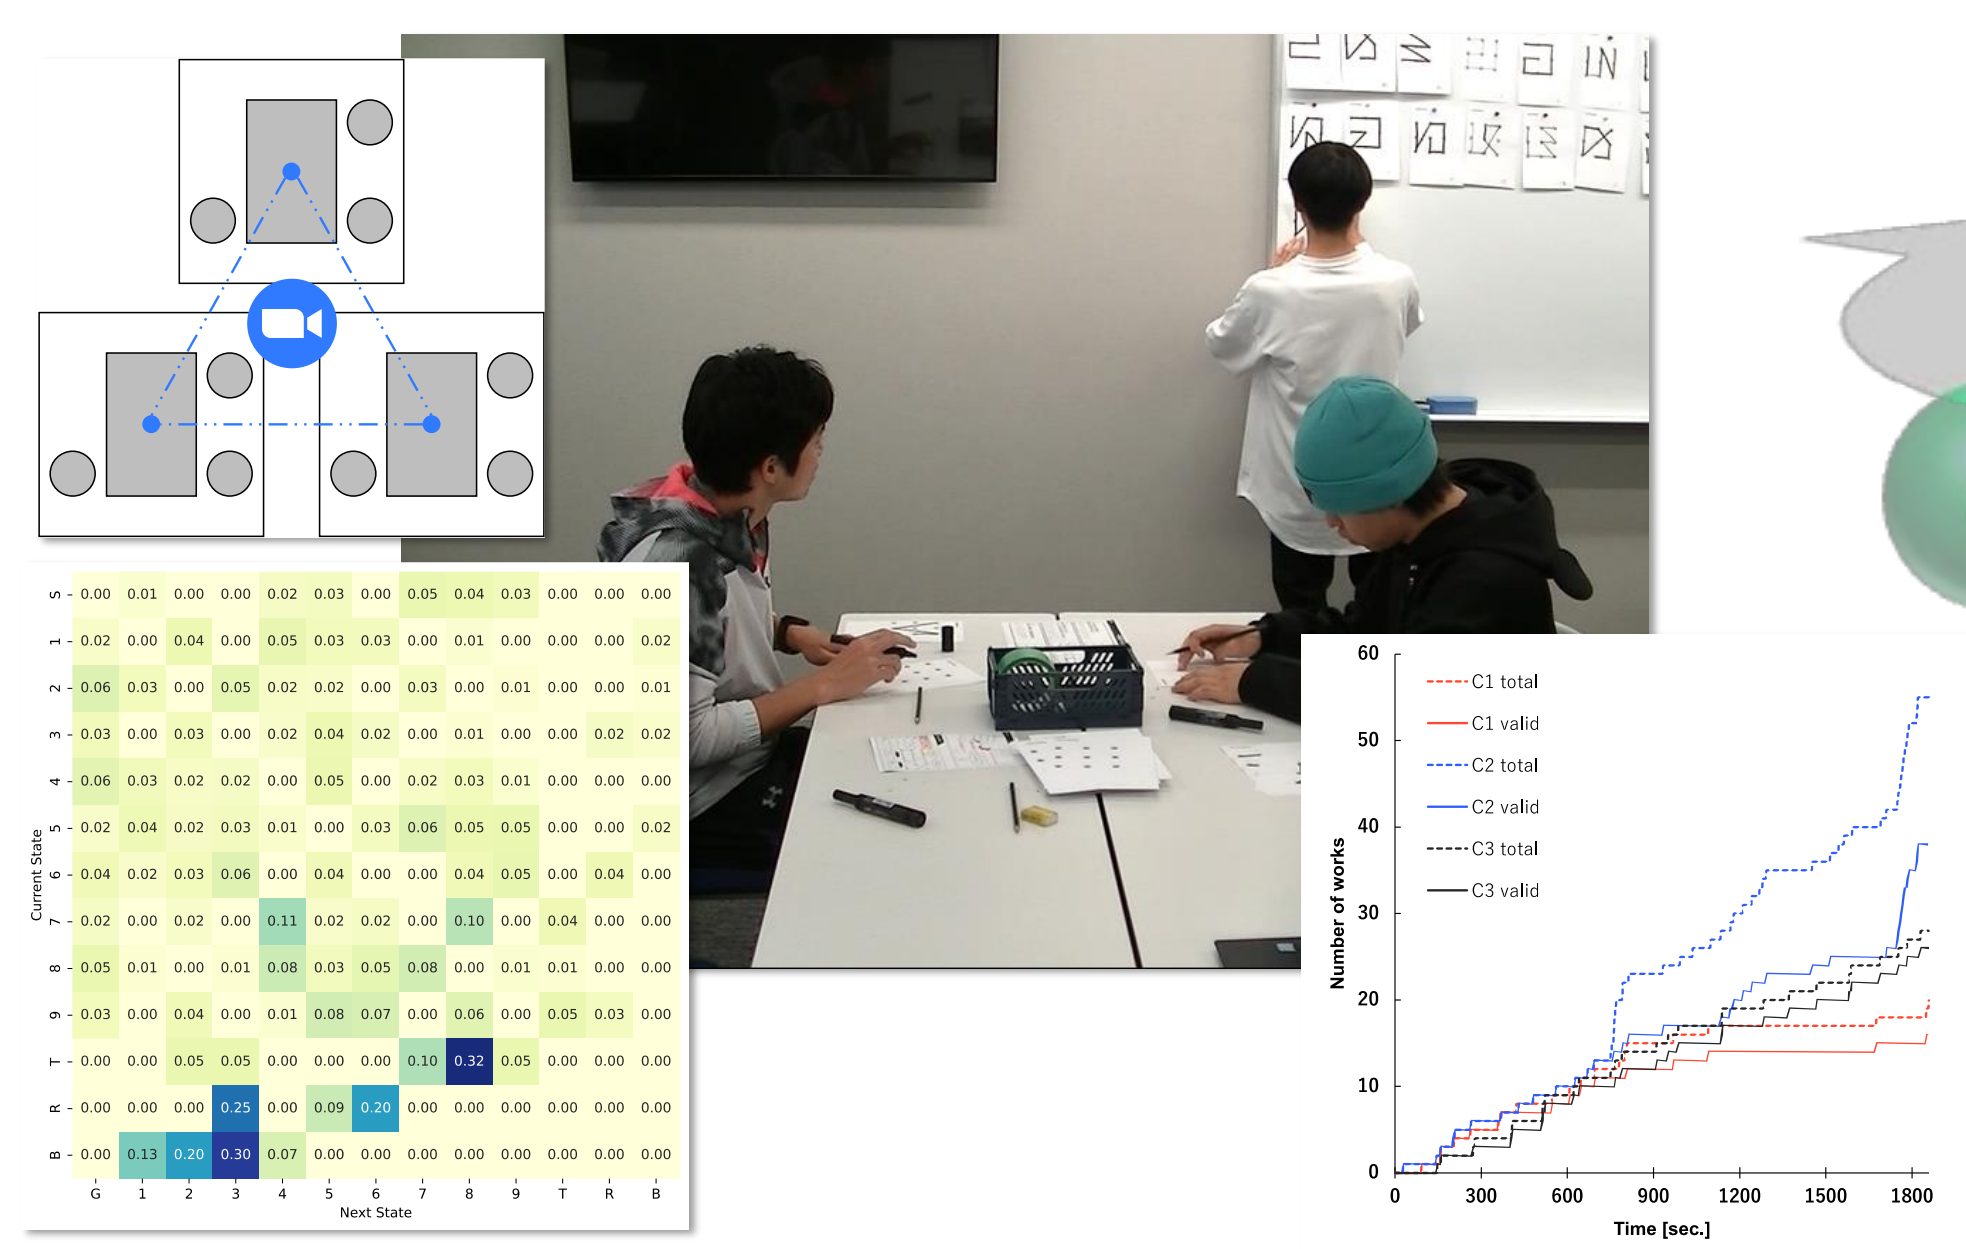 S 0.00 0.01 0.00 0.00 0.02 0.03 0.00 0.05 0.04 0.03 0.00 0.00 0.00
1 0.02 0.00 0.04 0.00 0.05 0.03 0.03 0.00 0.01 0.00 0.00 0.00 0.02
2 0.06 0.03 0.00 0.05 0.02 0.02 0.00 0.03 0.00 0.01 0.00 0.00 0.01
3 0.03 0.00 0.03 0.00 0.02 0.04 0.02 0.00 0.01 0.00 0.00 0.02 0.02
4 0.06 0.03 0.02 0.02 0.00 0.05 0.00 0.02 0.03 0.01 0.00 0.00 0.00
5 0.02 0.04 0.02 0.03 0.01 0.00 0.03 0.06 0.05 0.05 0.00 0.00 0.02
6 0.04 0.02 0.03 0.06 0.00 0.04 0.00 0.00 0.04 0.05 0.00 0.04 0.00
7 0.02 0.00 0.02 0.00 0.11 0.02 0.02 0.00 0.10 0.00 0.04 0.00 0.00
8 0.05 0.01 0.00 0.01 0.08 0.03 0.05 0.08 0.00 0.01 0.01 0.00 0.00
9 0.03 0.00 0.04 0.00 0.01 0.08 0.07 0.00 0.06 0.00 0.05 0.03 0.00
T 0.00 0.00 0.05 0.05 0.00 0.00 0.00 0.10 0.32 0.05 0.00 0.00 0.00
R 0.00 0.00 0.00 0.25 0.00 0.09 0.20 0.00 0.00 0.00 0.00 0.00 0.00
B 0.00 0.13 0.20 0.30 0.07 0.00 0.00 0.00 0.00 0.00 0.00 0.00 0.00
G 1 2 3 4 5 6 7 8 9 T R B
Current State
Next State
60
50
40
30
20
10
0
C1 total
C1 valid
C2 total
C2 valid
C3 total
C3 valid
Number of works
0 300 600 900 1200 1500 1800
Time [sec.]